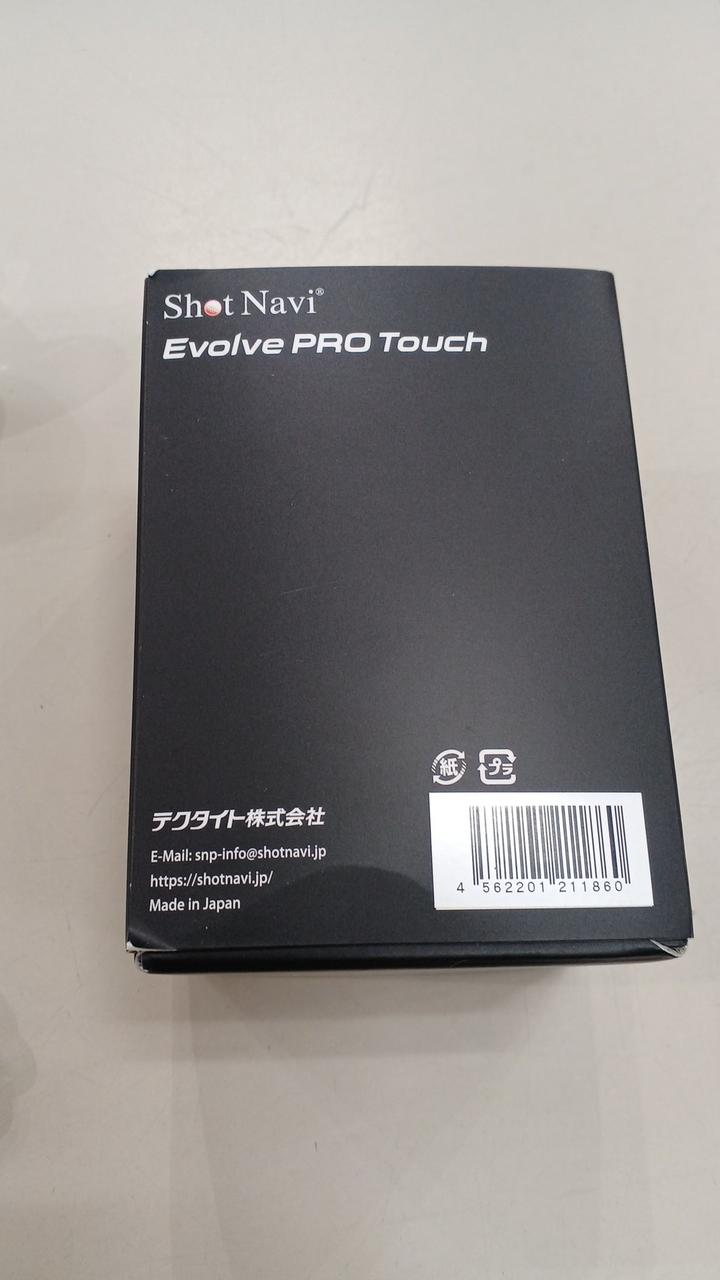 Shot Navi®
Evolve PRO Touch
紙
プラ
テクタイト株式会社
E-Mail: snp-info@shotnavi.jp
https://shotnavi.jp/
Made in Japan
4 562201 211860